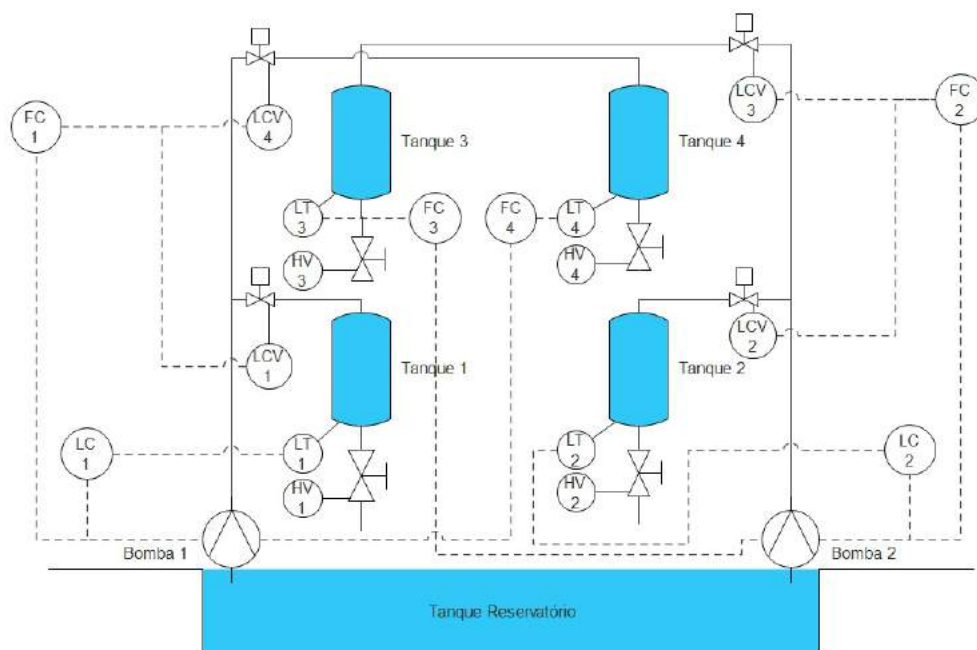 FC
1
LCV
4
LCV
3
FC
2
Tanque 3
Tanque 4
LT
3
FC
3
FC
4
LT
4
HV
3
HV
4
LCV
1
LCV
2
Tanque 1
Tanque 2
LC
1
LT
1
LT
2
LC
2
HV
1
HV
2
Bomba 1
Bomba 2
Tanque Reservatório